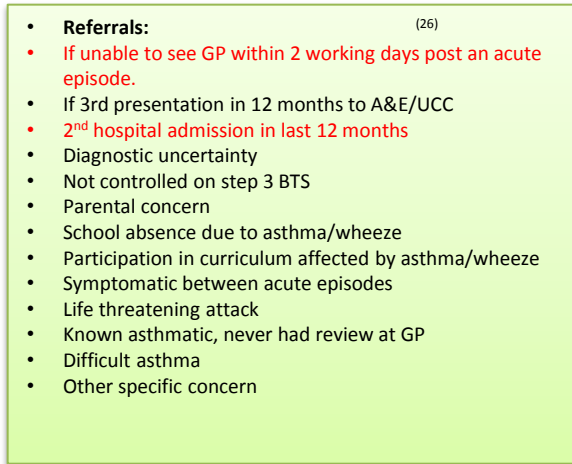 • Referrals: (26)
• If unable to see GP within 2 working days post an acute
episode.
• If 3rd presentation in 12 months to A&E/UCC
• 2nd hospital admission in last 12 months
• Diagnostic uncertainty
• Not controlled on step 3 BTS
• Parental concern
• School absence due to asthma/wheeze
• Participation in curriculum affected by asthma/wheeze
• Symptomatic between acute episodes
• Life threatening attack
• Known asthmatic, never had review at GP
• Difficult asthma
• Other specific concern